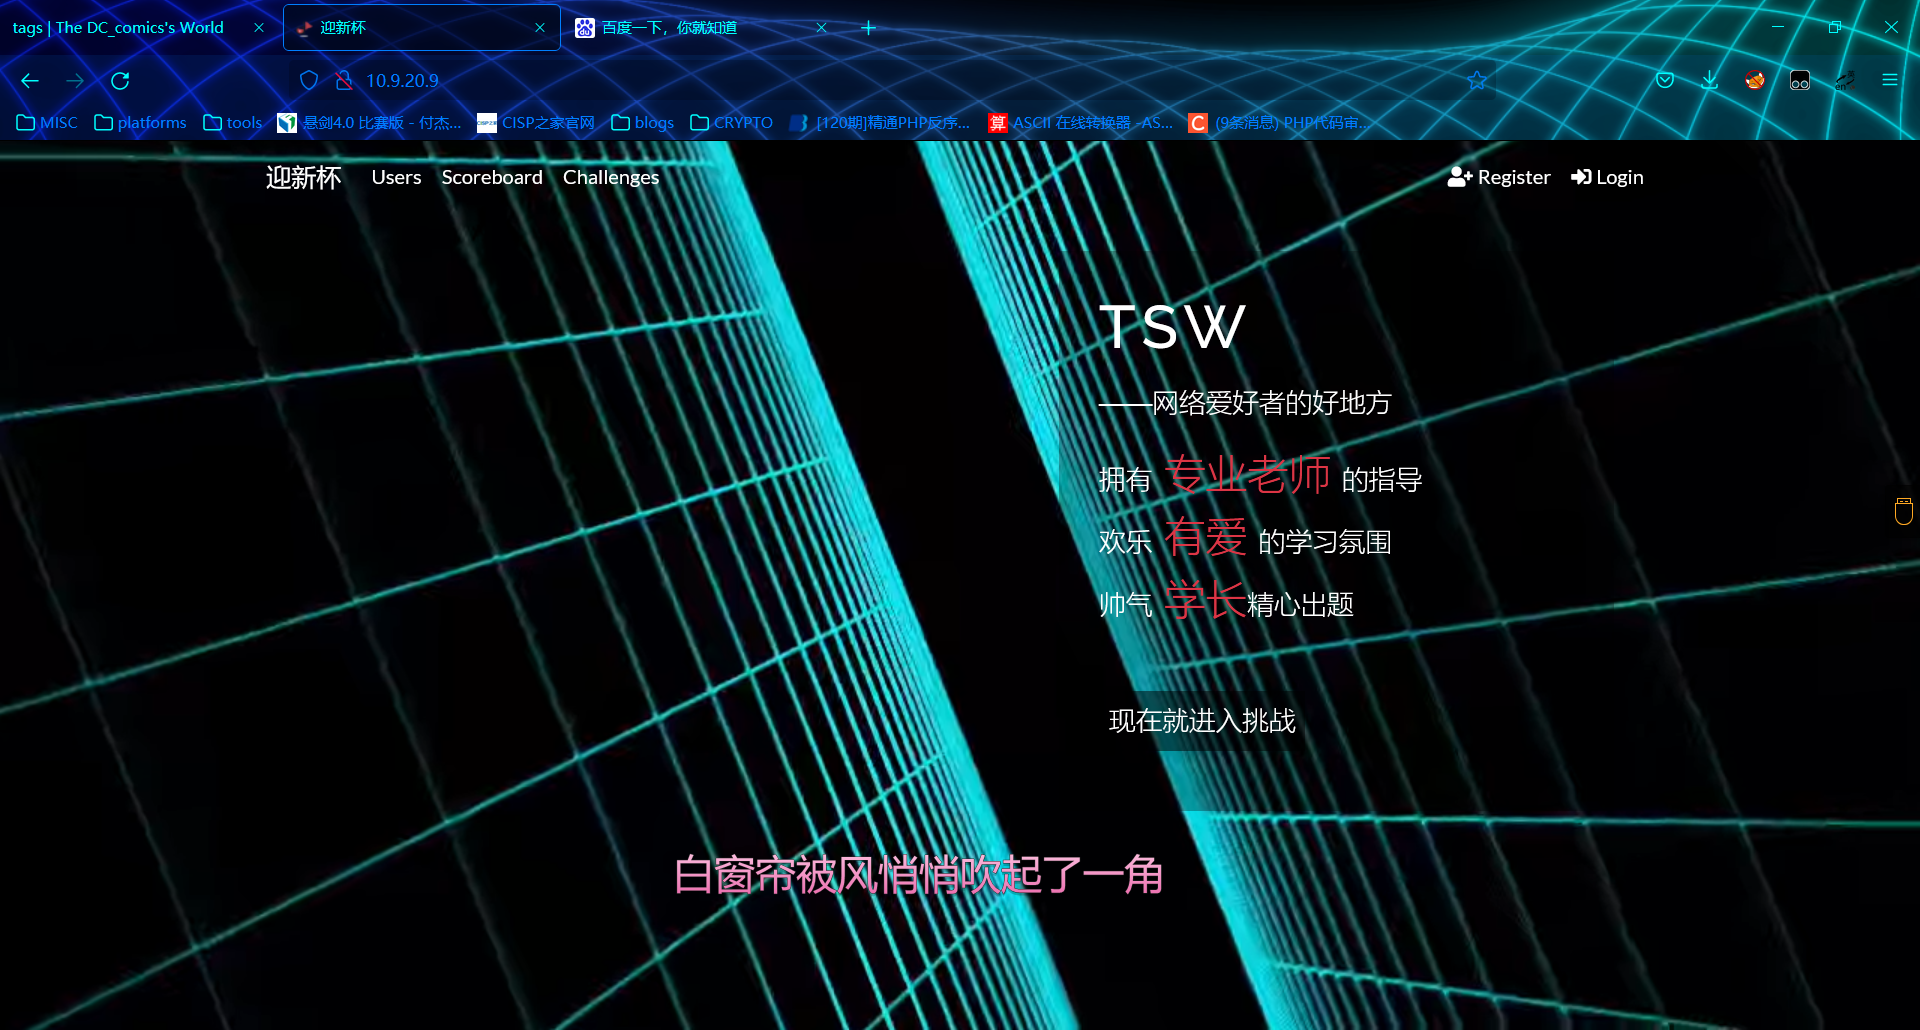 tags | The DC_comics's World
迎新杯
百度一下，你就知道
10.9.20.9
MISC
platforms
tools
悬剑4.0 比赛版 - 付杰...
CISP之家官网
blogs
CRYPTO
[120期]精通PHP反序...
算
ASCII 在线转换器 -AS...
C
(9条消息) PHP代码审...
迎新杯
Users
Scoreboard
Challenges
Register
Login
TSW
——网络爱好者的好地方
拥有 专业老师 的指导
欢乐 有爱 的学习氛围
帅气 学长精心出题
现在就进入挑战
白窗帘被风悄悄吹起了一角